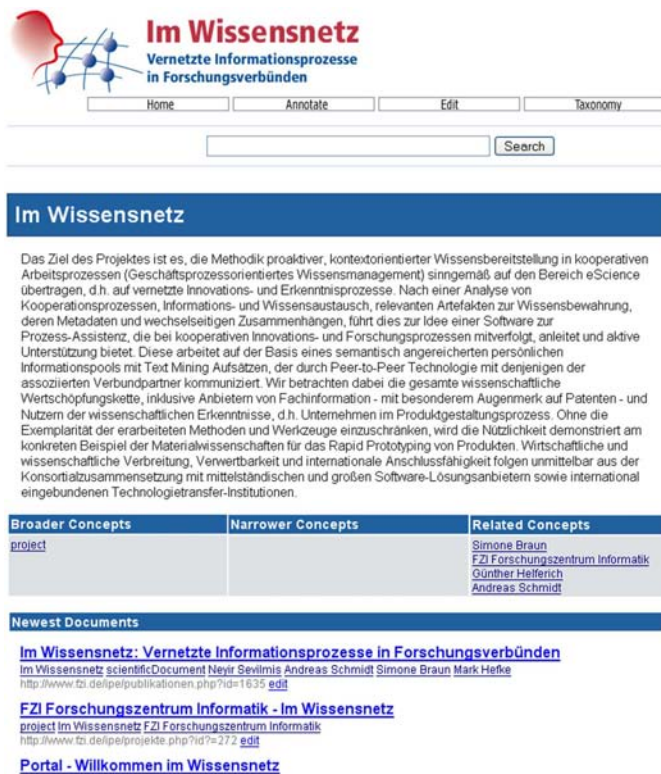 Im Wissensnetz
Vernetzte Informationsprozesse
in Forschungsverbünden
Home Annotate Edit Taxonomy
Search
Im Wissensnetz
Das Ziel des Projektes ist es, die Methodik proaktiver, kontextorientierter Wissensbereitstellung in kooperativen
Arbeitsprozessen (Geschäftsprozessorientiertes Wissensmanagement) sinngemäß auf den Bereich eScience
übertragen, d.h. auf vernetzte Innovations- und Erkenntnisprozesse. Nach einer Analyse von
Kooperationsprozessen, Informations- und Wissensaustausch, relevanten Artefakten zur Wissensbewahrung,
deren Metadaten und wechselseitigen Zusammenhängen, führt dies zur Idee einer Software zur
Prozess-Assistenz, die bei kooperativen Innovations- und Forschungsprozessen mitverfolgt, anleitet und aktive
Unterstützung bietet. Diese arbeitet auf der Basis eines semantisch angereicherten persönlichen
Informationspools mit Text Mining Aufsätzen, der durch Peer-to-Peer Technologie mit denjenigen der
assoziierten Verbundpartner kommuniziert. Wir betrachten dabei die gesamte wissenschaftliche
Wertschöpfungskette, inklusive Anbietern von Fachinformation - mit besonderem Augenmerk auf Patenten - und
Nutzern der wissenschaftlichen Erkenntnisse, d.h. Unternehmen im Produktgestaltungsprozess. Ohne die
Exemplarität der erarbeiteten Methoden und Werkzeuge einzuschränken, wird die Nützlichkeit demonstriert am
konkreten Beispiel der Materialwissenschaften für das Rapid Prototyping von Produkten. Wirtschaftliche und
wissenschaftliche Verbreitung, Verwertbarkeit und internationale Anschlussfähigkeit folgen unmittelbar aus der
Konsortialzusammensetzung mit mittelständischen und großen Software-Lösungsanbietern sowie international
eingebundenen Technologietransfer-Institutionen.
Broader Concepts Narrower Concepts Related Concepts
project Simone Braun
FZI Forschungszentrum Informatik
Günther Helferich
Andreas Schmidt
Newest Documents
Im Wissensnetz: Vernetzte Informationsprozesse in Forschungsverbünden
Im Wissensnetz scientificDocument Neyir Sevilmis Andreas Schmidt Simone Braun Mark Hefke
http://www.fzi.de/ipe/publikationen.php?id=1635 edit
FZI Forschungszentrum Informatik - Im Wissensnetz
project Im Wissensnetz FZI Forschungszentrum Informatik
http://www.fzi.de/ipe/projekte.php?id?=272 edit
Portal - Willkommen im Wissensnetz